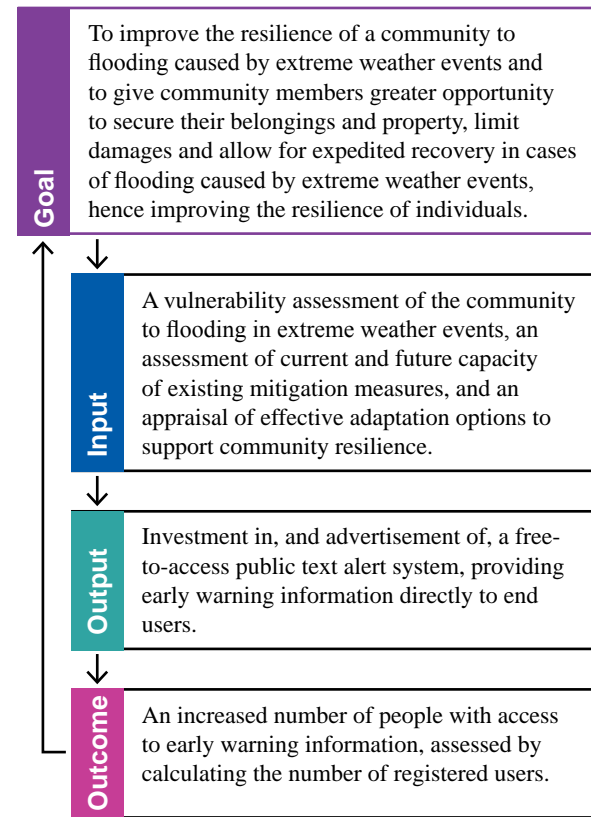 Goal
To improve the resilience of a community to
flooding caused by extreme weather events and
to give community members greater opportunity
to secure their belongings and property, limit
damages and allow for expedited recovery in cases
of flooding caused by extreme weather events,
hence improving the resilience of individuals.
Input
A vulnerability assessment of the community
to flooding in extreme weather events, an
assessment of current and future capacity
of existing mitigation measures, and an
appraisal of effective adaptation options to
support community resilience.
Output
Investment in, and advertisement of, a free-
to-access public text alert system, providing
early warning information directly to end
users.
Outcome
An increased number of people with access
to early warning information, assessed by
calculating the number of registered users.